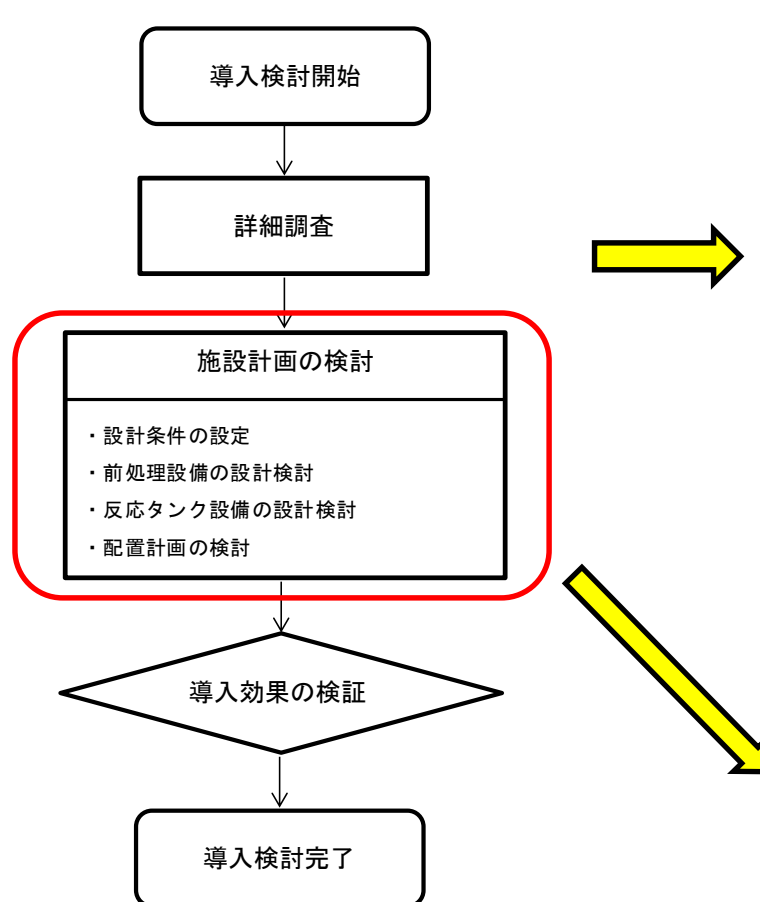 導入検討開始
詳細調査
施設計画の検討
・設計条件の設定
・前処理設備の設計検討
・反応タンク設備の設計検討
・配置計画の検討
導入効果の検証
導入検討完了